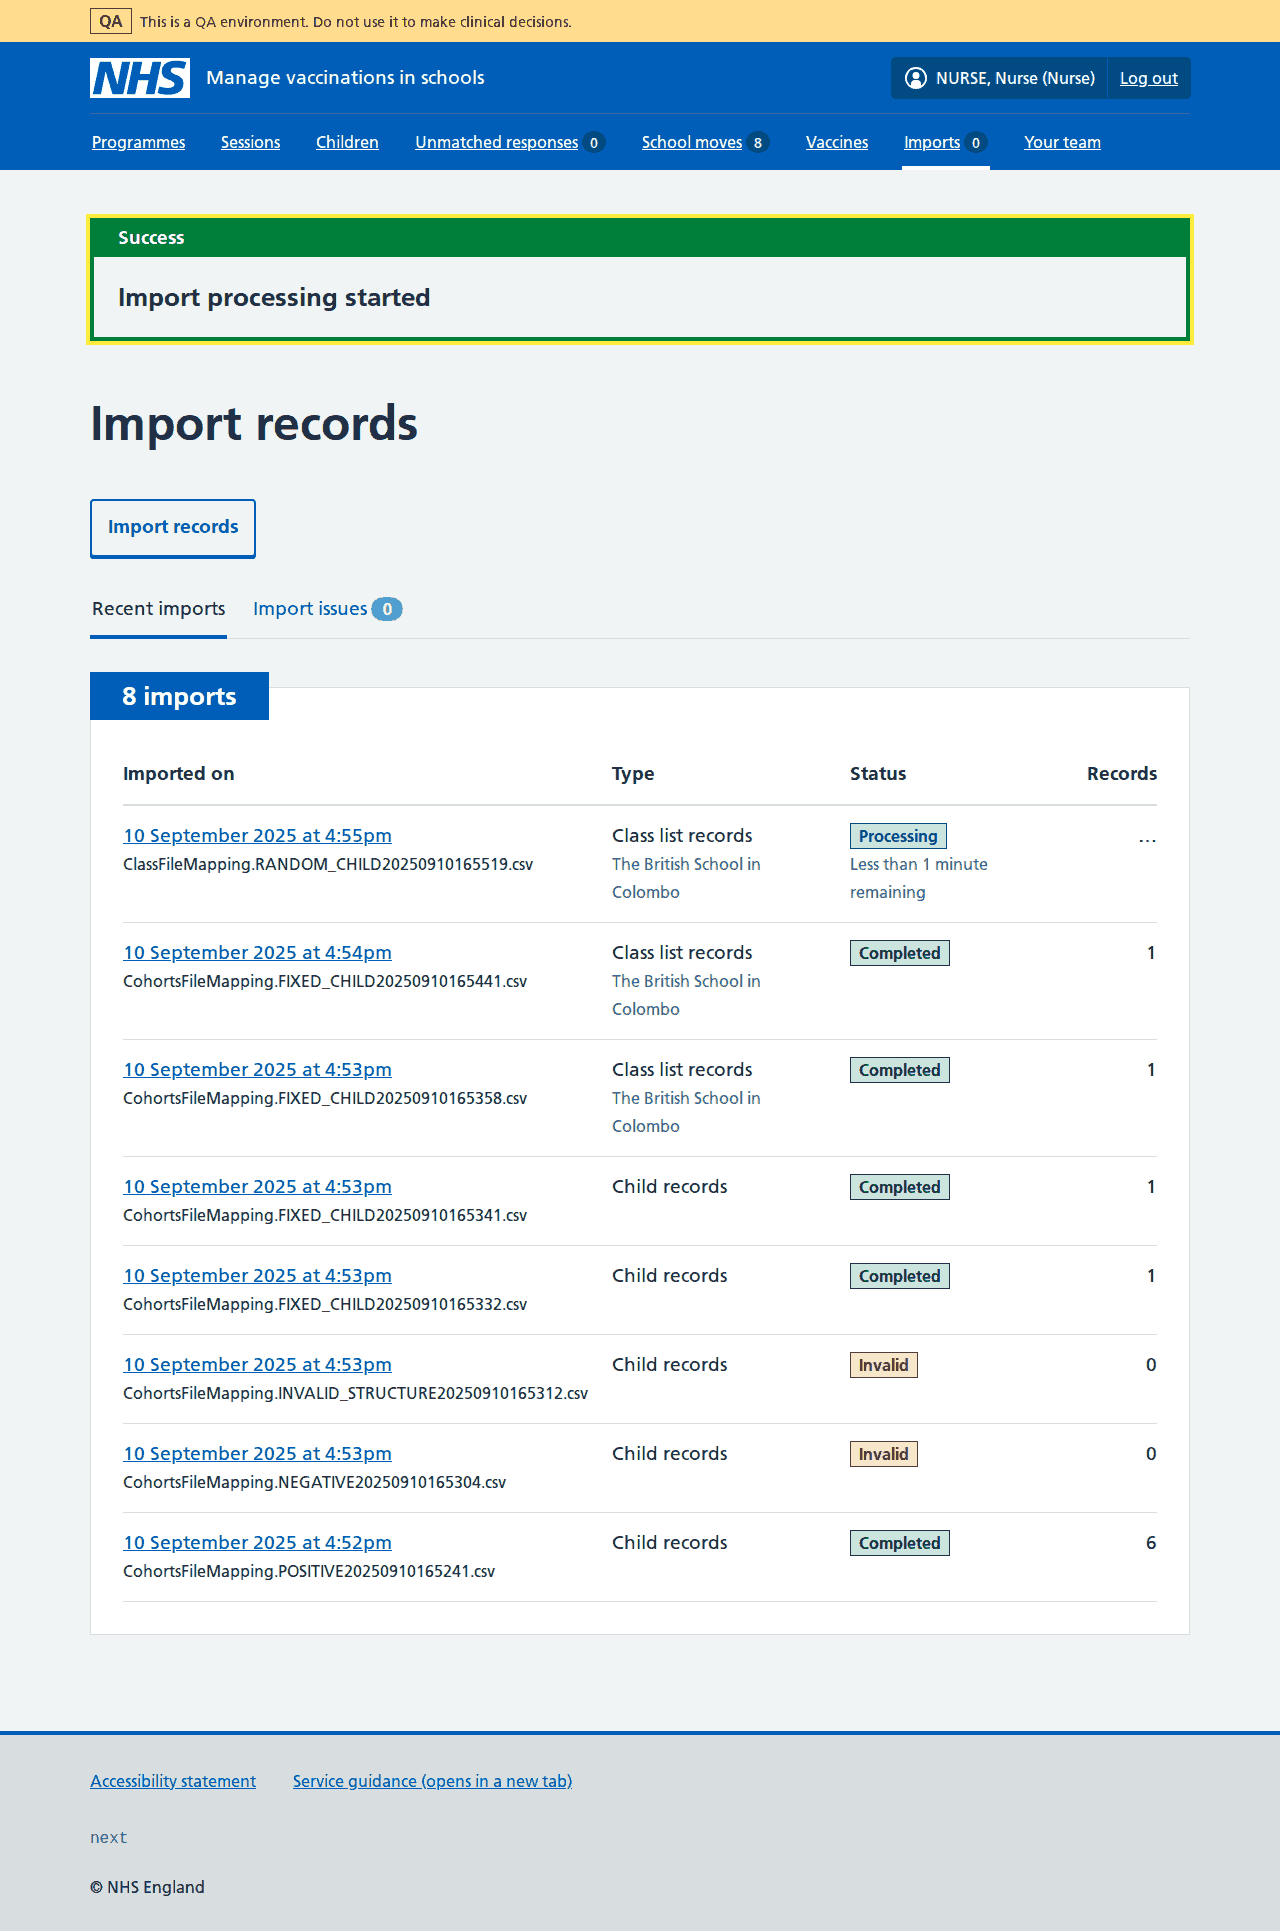 QA This is a QA environment. Do not use it to make clinical decisions.
NHS Manage vaccinations in schools NURSE, Nurse (Nurse) Log out
Programmes Sessions Children Unmatched responses 0 School moves 8 Vaccines Imports 0 Your team
Success
Import processing started
Import records
Import records
Recent imports Import issues 0
8 imports
Imported on Type Status Records
10 September 2025 at 4:55pm Class list records Processing ...
ClassFileMapping.RANDOM_CHILD20250910165519.csv The British School in Less than 1 minute
Colombo remaining
10 September 2025 at 4:54pm Class list records Completed 1
CohortsFileMapping.FIXED_CHILD20250910165441.csv The British School in
Colombo
10 September 2025 at 4:53pm Class list records Completed 1
CohortsFileMapping.FIXED_CHILD20250910165358.csv The British School in
Colombo
10 September 2025 at 4:53pm Child records Completed 1
CohortsFileMapping.FIXED_CHILD20250910165341.csv
10 September 2025 at 4:53pm Child records Completed 1
CohortsFileMapping.FIXED_CHILD20250910165332.csv
10 September 2025 at 4:53pm Child records Invalid 0
CohortsFileMapping.INVALID_STRUCTURE20250910165312.csv
10 September 2025 at 4:53pm Child records Invalid 0
CohortsFileMapping.NEGATIVE20250910165304.csv
10 September 2025 at 4:52pm Child records Completed 6
CohortsFileMapping.POSITIVE20250910165241.csv
Accessibility statement Service guidance (opens in a new tab)
next
© NHS England